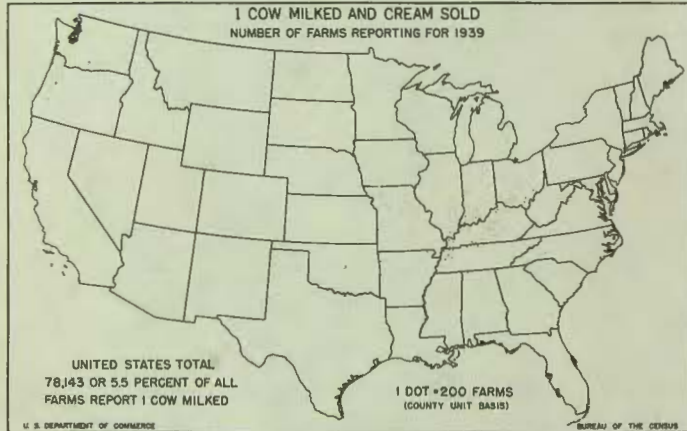 1 COW MILKED AND CREAM SOLD
NUMBER OF FARMS REPORTING FOR 1939
UNITED STATES TOTAL
78,143 OR 5.5 PERCENT OF ALL
FARMS REPORT 1 COW MILKED
1 DOT = 200 FARMS
(COUNTY UNIT BASIS)
U. S. DEPARTMENT OF COMMERCE
BUREAU OF THE CENSUS